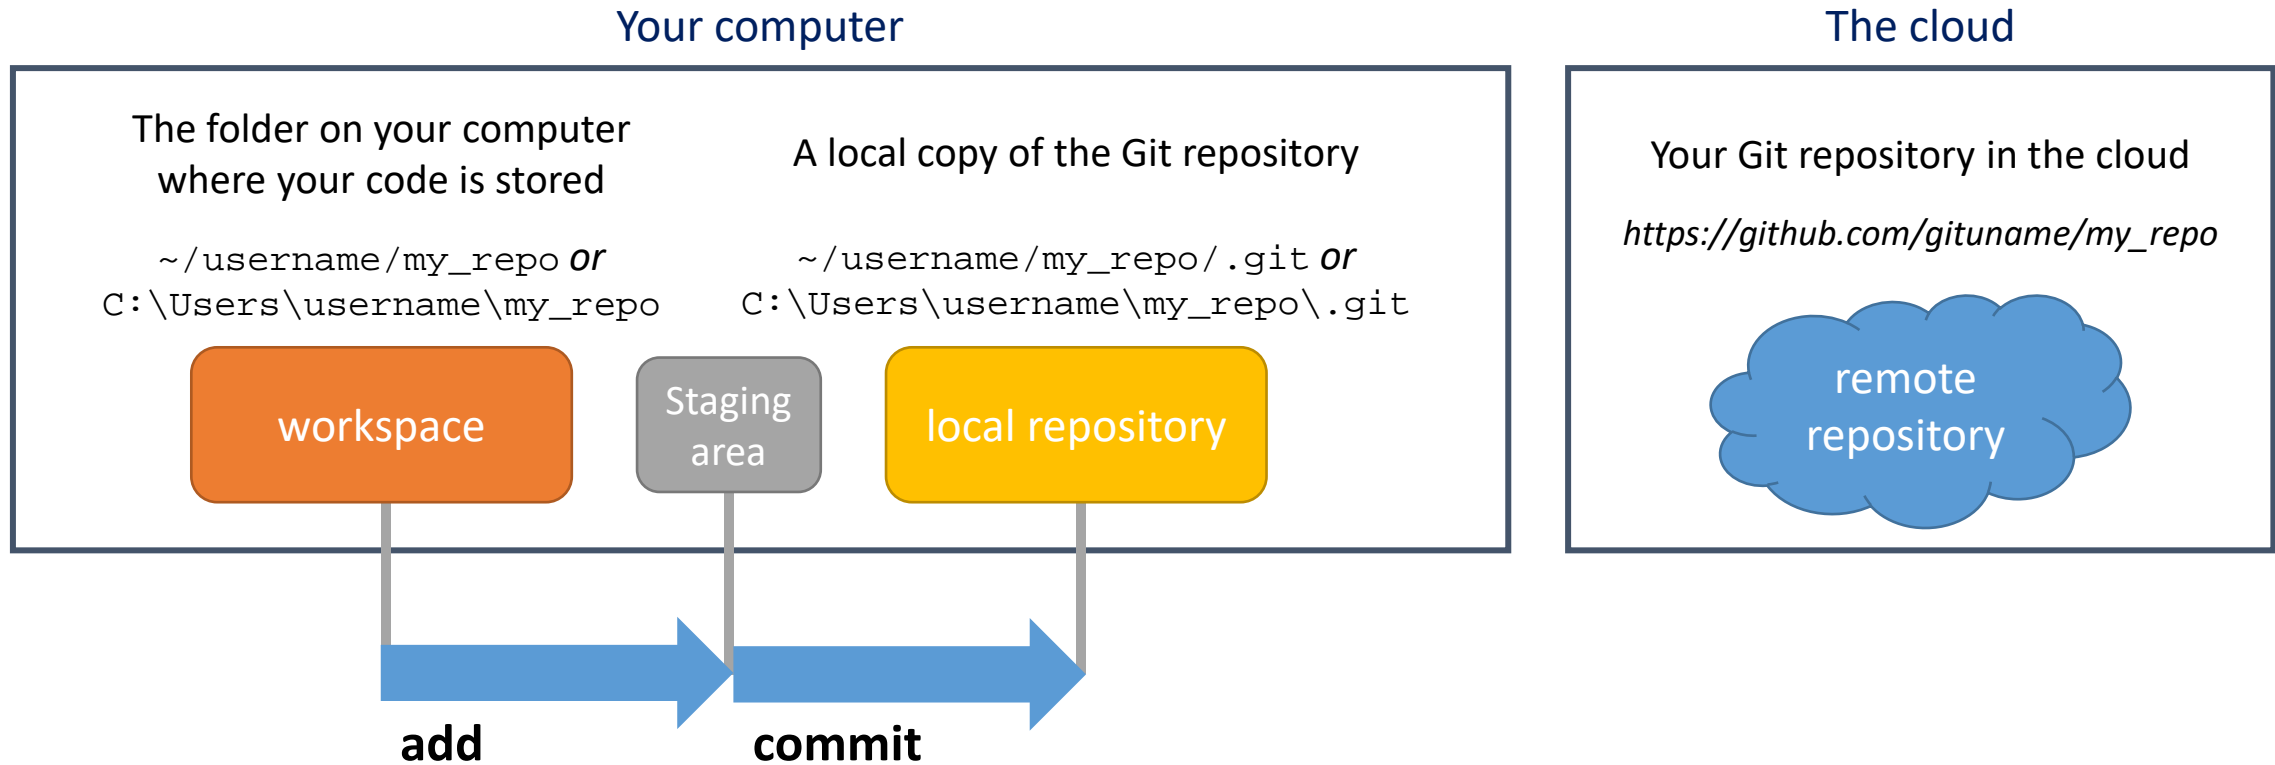 Your computer
The cloud
The folder on your computer
where your code is stored
~/username/my_repo or
C:\Users\username\my_repo
A local copy of the Git repository
~/username/my_repo/.git or
C:\Users\username\my_repo\.git
Your Git repository in the cloud
https://github.com/gituname/my_repo
workspace
Staging
area
local repository
remote
repository
add
commit